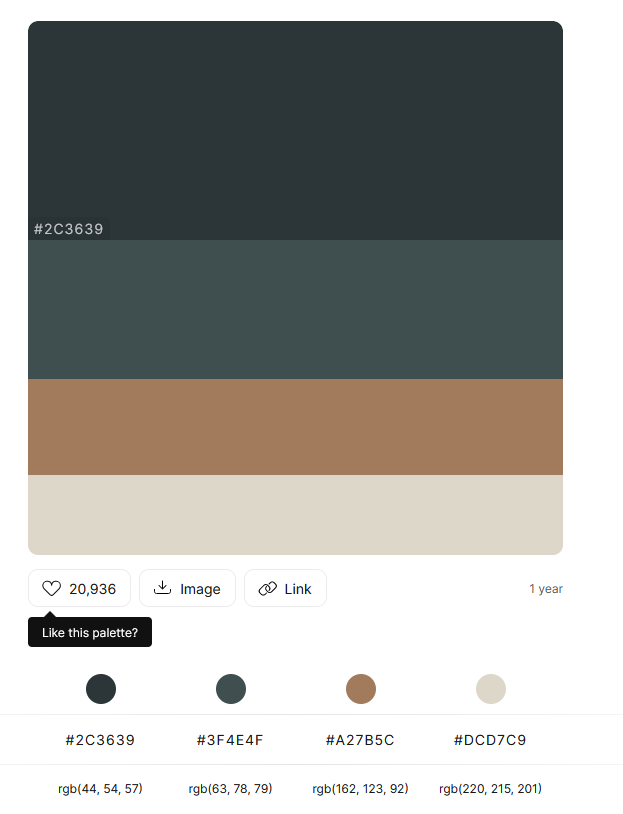 #2C3639
20,936 Image Link 1 year
Like this palette?
#2C3639 #3F4E4F #A27B5C #DCD7C9
rgb(44, 54, 57) rgb(63, 78, 79) rgb(162, 123, 92) rgb(220, 215, 201)